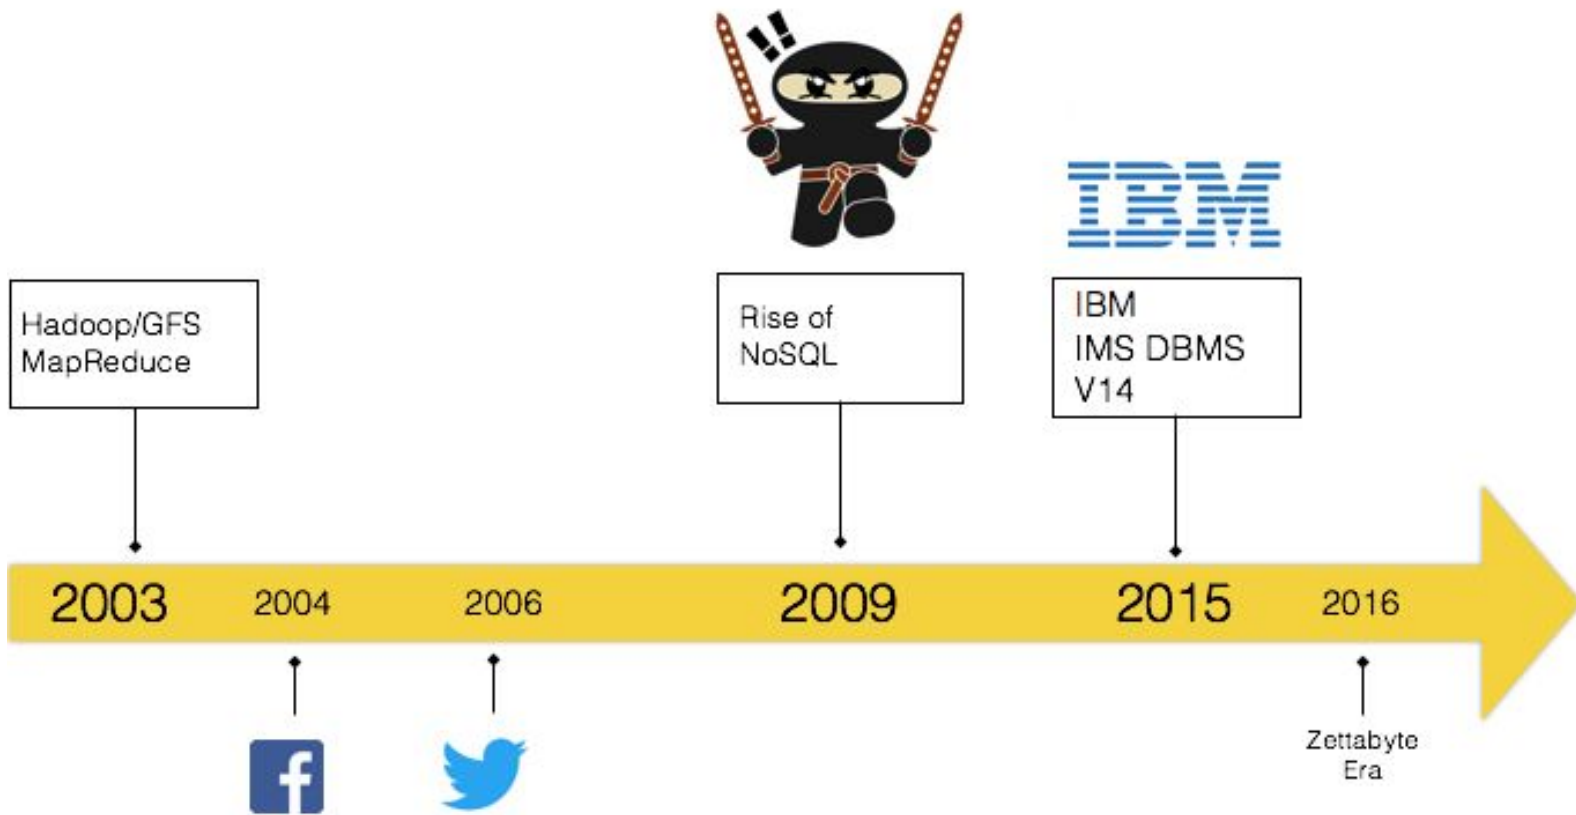 !!
IBM
Hadoop/GFS
MapReduce
Rise of
NoSQL
IBM
IMS DBMS
V14
2003
2004
2006
2009
2015
2016
f
Zettabyte
Era